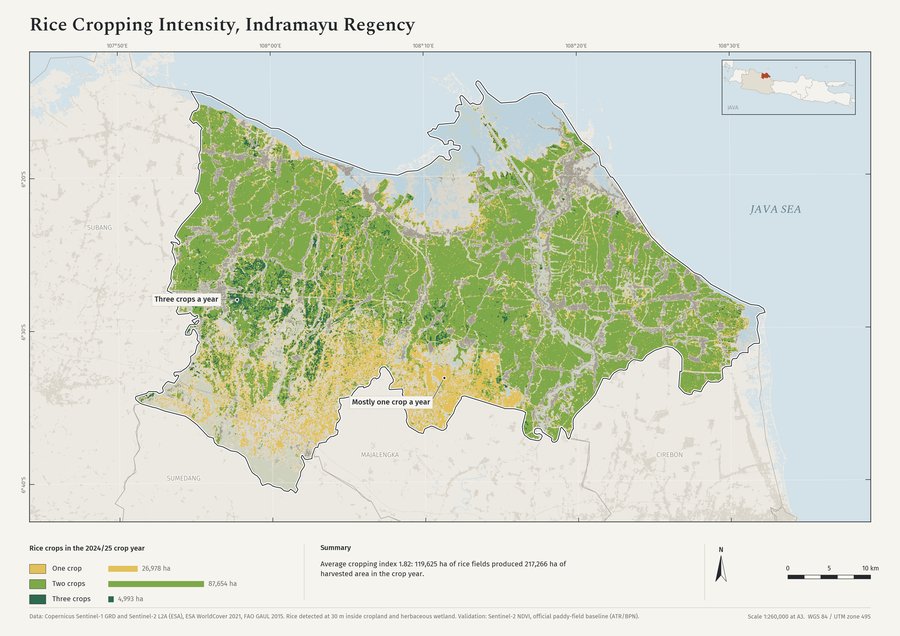 Rice Cropping Intensity, Indramayu Regency
107°50'E
108°00'E
108°10'E
108°20'E
108°30'E
JAVA
6°20'S
SUBANG
JAVA SEA
Three crops a year
6°30'S
Mostly one crop a year
MAJALENGKA
CIREBON
SUMEDANG
6°40'S
Rice crops in the 2024/25 crop year
One crop
26,978 ha
Two crops
87,654 ha
Three crops
4,993 ha
Summary
Average cropping index 1.82: 119,625 ha of rice fields produced 217,266 ha of
harvested area in the crop year.
N
0 5 10 km
Data: Copernicus Sentinel-1 GRD and Sentinel-2 L2A (ESA), ESA WorldCover 2021, FAO GAUL 2015. Rice detected at 30 m inside cropland and herbaceous wetland. Validation: Sentinel-2 NDVI, official paddy-field baseline (ATR/BPN).
Scale 1:260,000 at A3. WGS 84 / UTM zone 49S